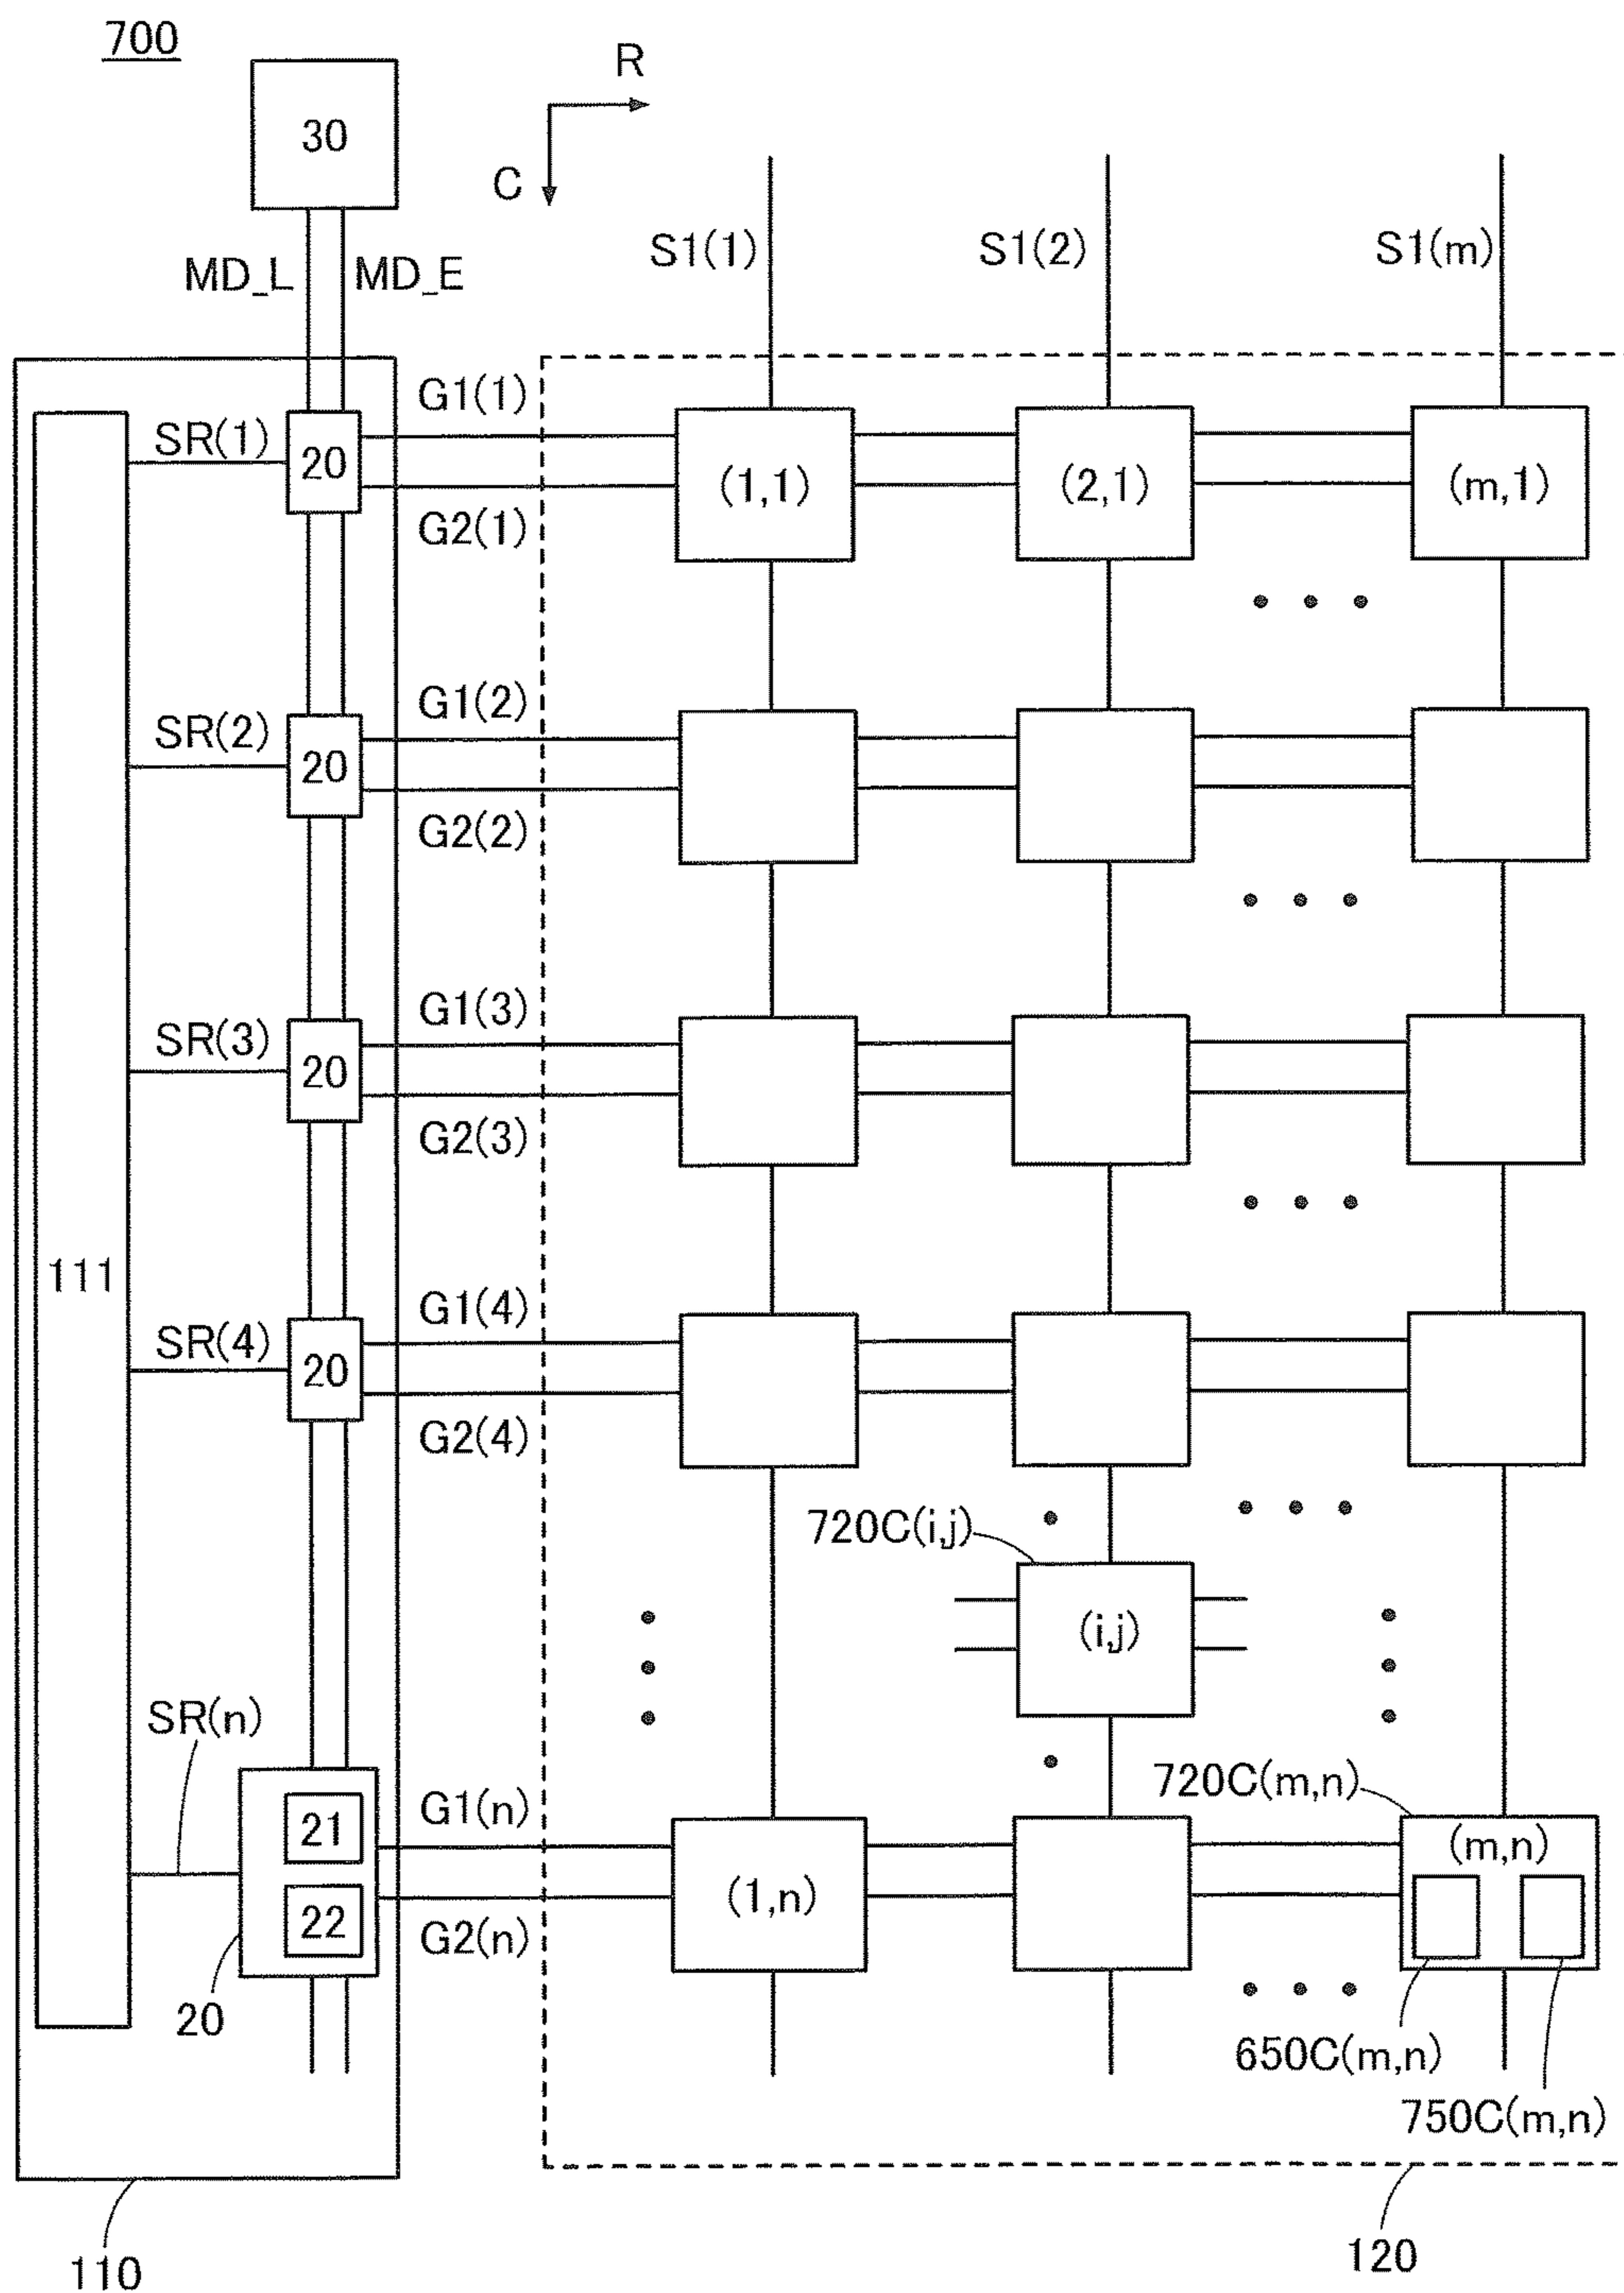 700
30
R
C
MD_L
MD_E
S1(1)
S1(2)
S1(m)
G1(1)
SR(1)
20
(1,1)
(2,1)
(m,1)
G2(1)
G1(2)
SR(2)
20
G2(2)
G1(3)
SR(3)
20
G2(3)
111
G1(4)
SR(4)
20
G2(4)
720C(i,j)
(i,j)
SR(n)
720C(m,n)
21
G1(n)
(m,n)
22
(1,n)
G2(n)
20
650C(m,n)
750C(m,n)
110
120